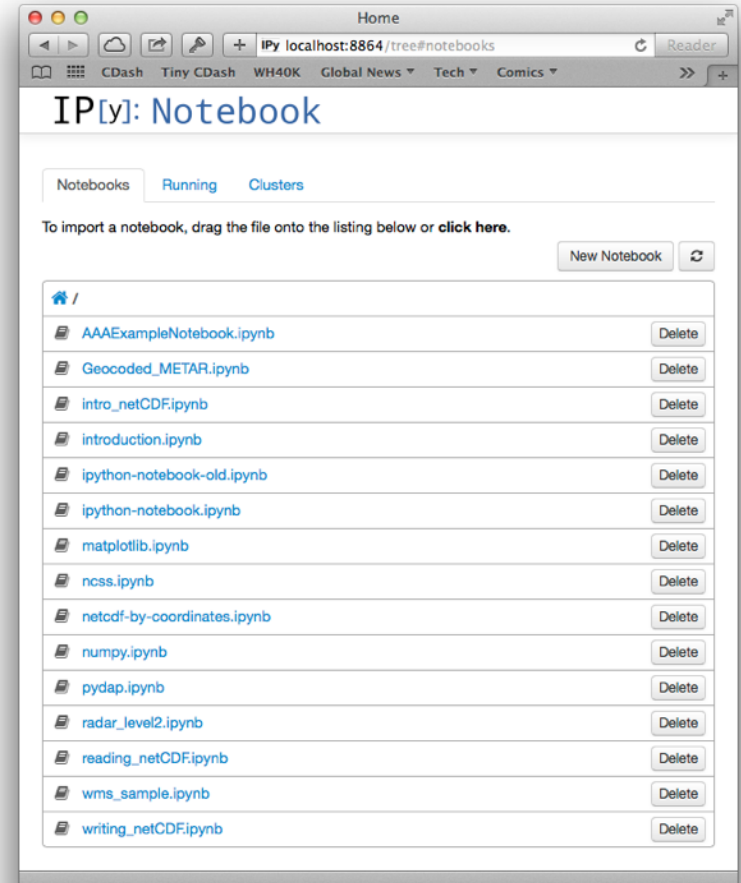 Home
IPy localhost:8864/tree#notebooks Reader
CDash Tiny CDash WH40K Global News Tech Comics
IP[y]: Notebook
Notebooks Running Clusters
To import a notebook, drag the file onto the listing below or click here.
New Notebook
/
AAAExampleNotebook.ipynb Delete
Geocoded_METAR.ipynb Delete
intro_netCDF.ipynb Delete
introduction.ipynb Delete
ipython-notebook-old.ipynb Delete
ipython-notebook.ipynb Delete
matplotlib.ipynb Delete
ncss.ipynb Delete
netcdf-by-coordinates.ipynb Delete
numpy.ipynb Delete
pydap.ipynb Delete
radar_level2.ipynb Delete
reading_netCDF.ipynb Delete
wms_sample.ipynb Delete
writing_netCDF.ipynb Delete